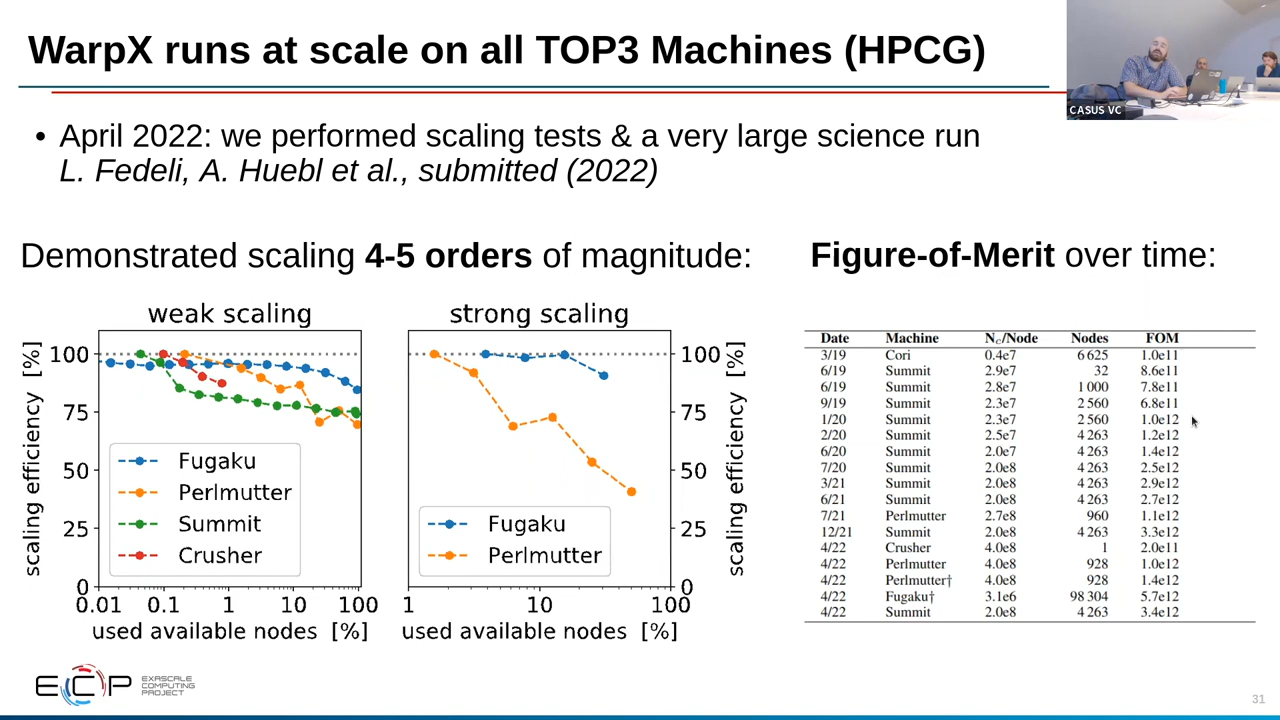 WarpX runs at scale on all TOP3 Machines (HPCG)
CASUS VC
• April 2022: we performed scaling tests & a very large science run
L. Fedeli, A. Huebl et al., submitted (2022)
Demonstrated scaling 4-5 orders of magnitude:
weak scaling
scaling efficiency [%]
100
75
50
25
0
Fugaku
Perlmutter
Summit
Crusher
0.01 0.1 1 10 100
used available nodes [%]
strong scaling
100
75
50
25
0
scaling efficiency [%]
Fugaku
Perlmutter
1 10 100
used available nodes [%]
Figure-of-Merit over time:
Date Machine Nc/Node Nodes FOM
3/19 Cori 0.4e7 6 625 1.0e11
6/19 Summit 2.9e7 32 8.6e11
6/19 Summit 2.8e7 1 000 7.8e11
9/19 Summit 2.3e7 2 560 6.8e11
1/20 Summit 2.3e7 2 560 1.0e12
2/20 Summit 2.5e7 4 263 1.2e12
6/20 Summit 2.0e7 4 263 1.4e12
7/20 Summit 2.0e8 4 263 2.5e12
3/21 Summit 2.0e8 4 263 2.9e12
6/21 Summit 2.0e8 4 263 2.7e12
7/21 Perlmutter 2.7e8 960 1.1e12
12/21 Summit 2.0e8 4 263 3.3e12
4/22 Crusher 4.0e8 1 2.0e11
4/22 Perlmutter 4.0e8 928 1.0e12
4/22 Perlmutter† 4.0e8 928 1.4e12
4/22 Fugaku† 3.1e6 98 304 5.7e12
4/22 Summit 2.0e8 4 263 3.4e12
ECP
EXASCALE
COMPUTING
PROJECT
31